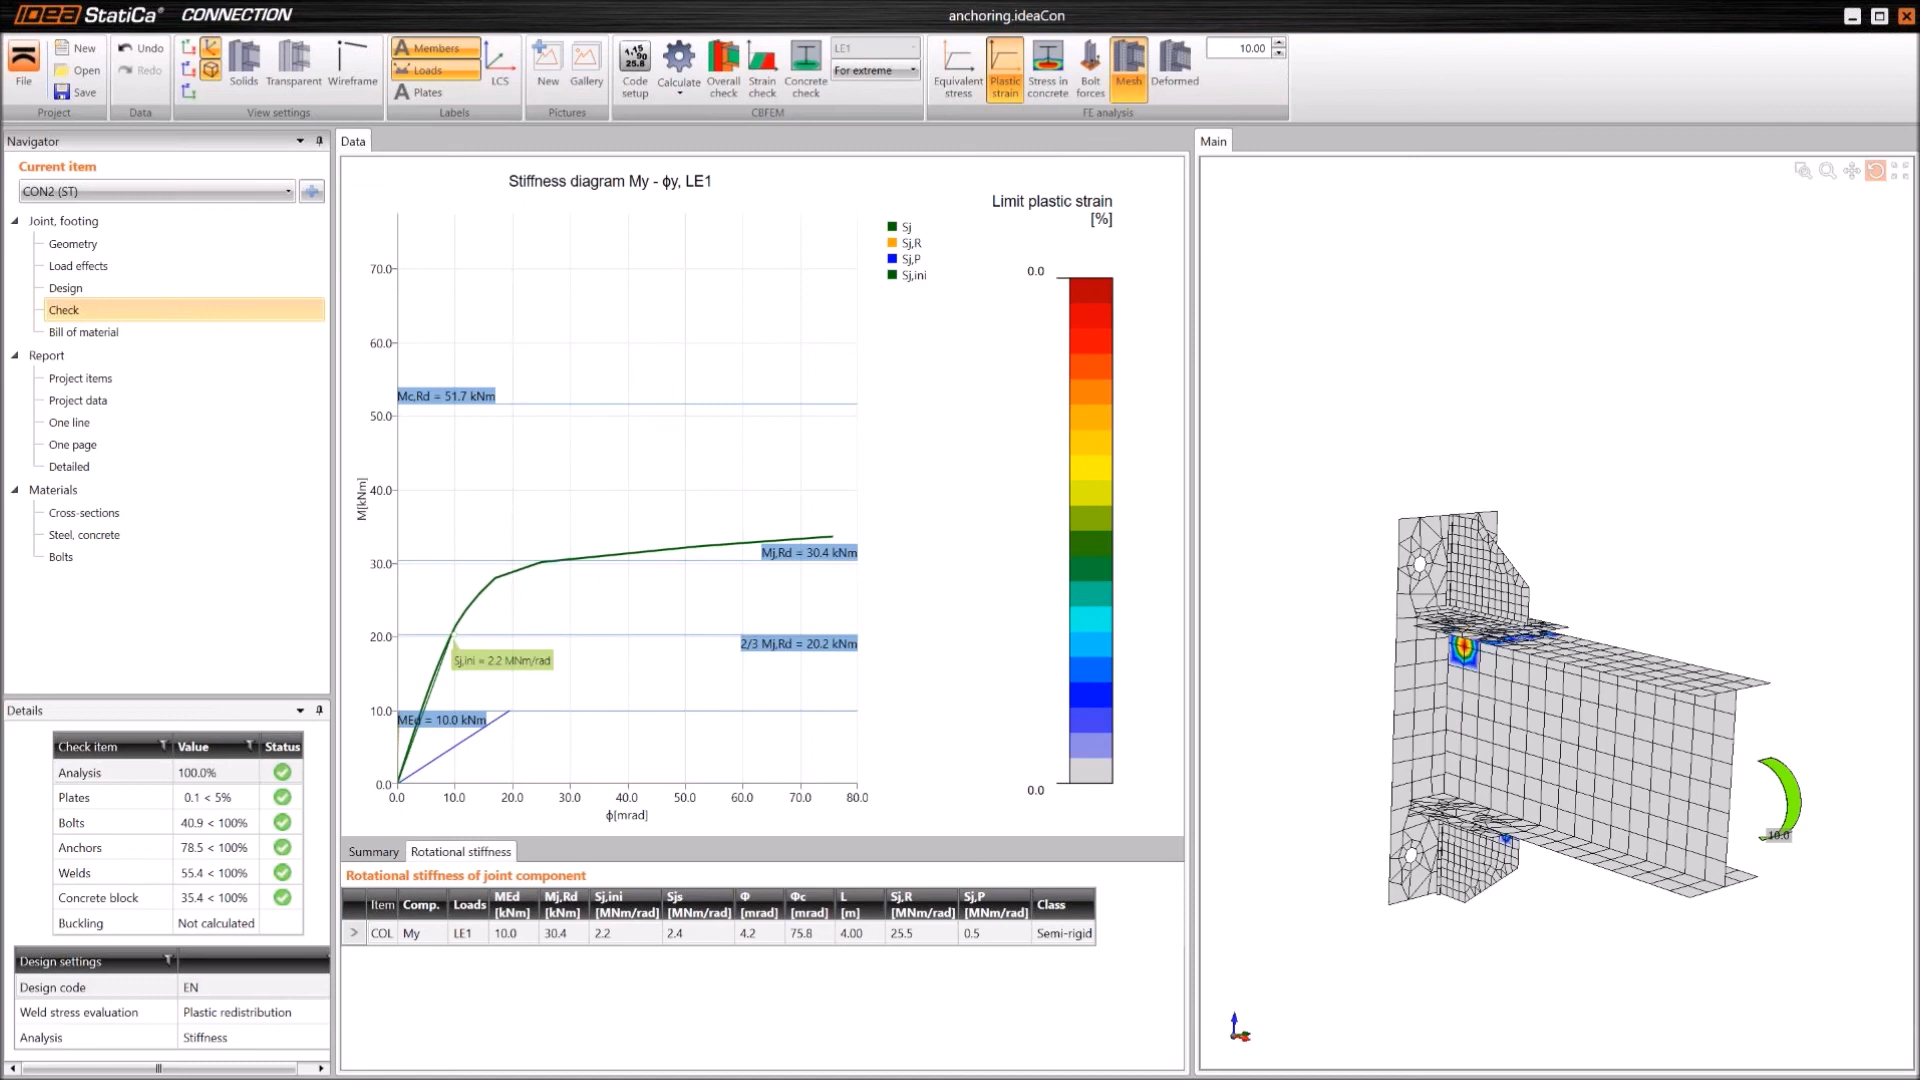 IDEA StatiCa® CONNECTION
anchoring.ideaCon
File
New
Open
Save
Project
Undo
Redo
Data
Solids
Transparent
Wireframe
View settings
Members
Loads
Plates
LCS
Labels
New
Gallery
Pictures
Code setup
Calculate
Overall check
Strain check
Concrete check
LE1
For extreme
CBFEM
Equivalent stress
Plastic strain
Stress in concrete
Bolt forces
Mesh
Deformed
10.00
FE analysis
Navigator
Current item
CON2 (ST)
Joint, footing
Geometry
Load effects
Design
Check
Bill of material
Report
Project items
Project data
One line
One page
Detailed
Materials
Cross-sections
Steel, concrete
Bolts
Details
Check item Value Status
Analysis 100.0%
Plates 0.1 < 5%
Bolts 40.9 < 100%
Anchors 78.5 < 100%
Welds 55.4 < 100%
Concrete block 35.4 < 100%
Buckling Not calculated
Design settings
Design code EN
Weld stress evaluation Plastic redistribution
Analysis Stiffness
Data
Stiffness diagram My - ϕy, LE1
Sj
Sj,R
Sj,P
Sj,ini
Limit plastic strain
[%]
0.0
0.0
M[kNm]
70.0
60.0
50.0
40.0
30.0
20.0
10.0
0.0
Mc,Rd = 51.7 kNm
Mj,Rd = 30.4 kNm
2/3 Mj,Rd = 20.2 kNm
Sj,ini = 2.2 MNm/rad
MEd = 10.0 kNm
0.0 10.0 20.0 30.0 40.0 50.0 60.0 70.0 80.0
ϕ[mrad]
Summary
Rotational stiffness
Rotational stiffness of joint component
Item Comp. Loads MEd [kNm] Mj,Rd [kNm] Sj,ini [MNm/rad] Sjs [MNm/rad] Φ [mrad] Φc [mrad] L [m] Sj,R [MNm/rad] Sj,P [MNm/rad] Class
> COL My LE1 10.0 30.4 2.2 2.4 4.2 75.8 4.00 25.5 0.5 Semi-rigid
Main
10.0